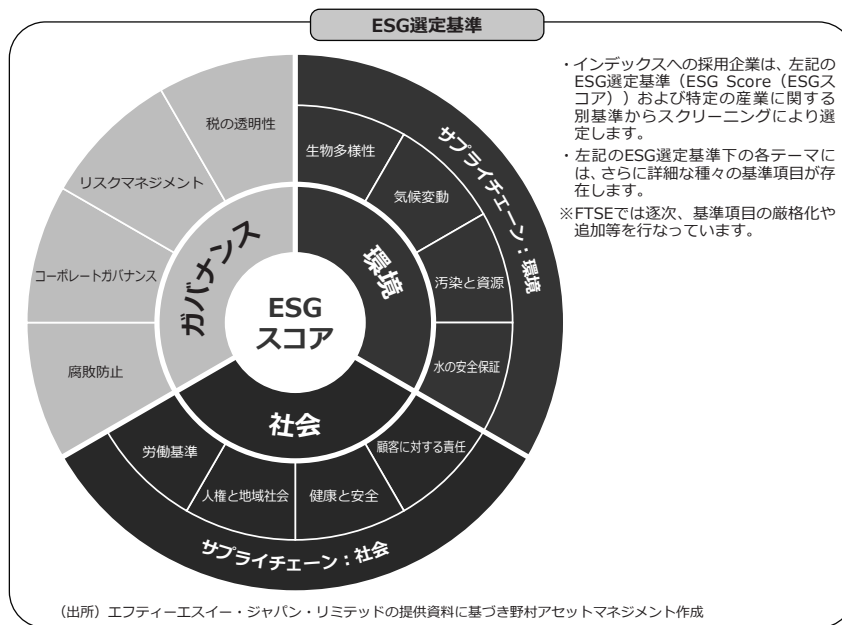 ESG選定基準
・インデックスへの採用企業は、左記の
ESG選定基準（ESG Score（ESGス
コア））および特定の産業に関する
別基準からスクリーニングにより選
定します。
・左記のESG選定基準下の各テーマに
は、さらに詳細な種々の基準項目が存
在します。
※FTSEでは逐次、基準項目の厳格化や
追加等を行なっています。
ESG
スコア
環境
生物多様性
気候変動
汚染と資源
水の安全保証
サプライチェーン：環境
社会
顧客に対する責任
健康と安全
人権と地域社会
労働基準
サプライチェーン：社会
ガバナンス
腐敗防止
コーポレートガバナンス
リスクマネジメント
税の透明性
（出所）エフティーエスイー・ジャパン・リミテッドの提供資料に基づき野村アセットマネジメント作成